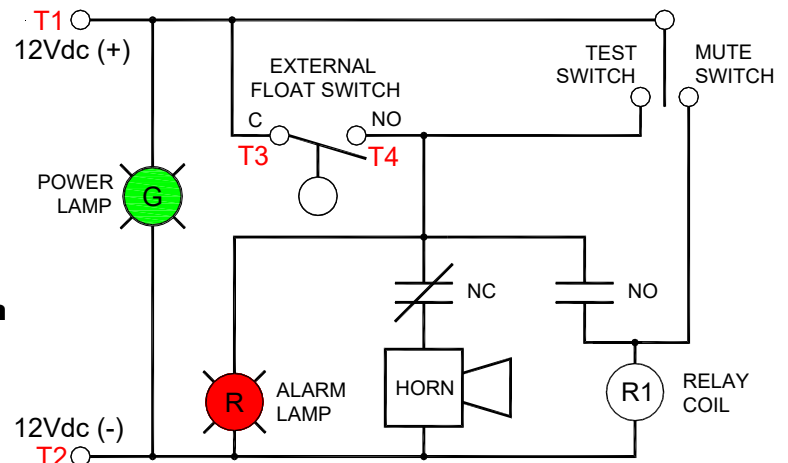 T1
12Vdc (+)
EXTERNAL
FLOAT SWITCH
TEST
SWITCH
MUTE
SWITCH
C
NO
T3
T4
POWER
LAMP
G
NC
NO
R
ALARM
LAMP
HORN
R1
RELAY
COIL
12Vdc (-)
T2